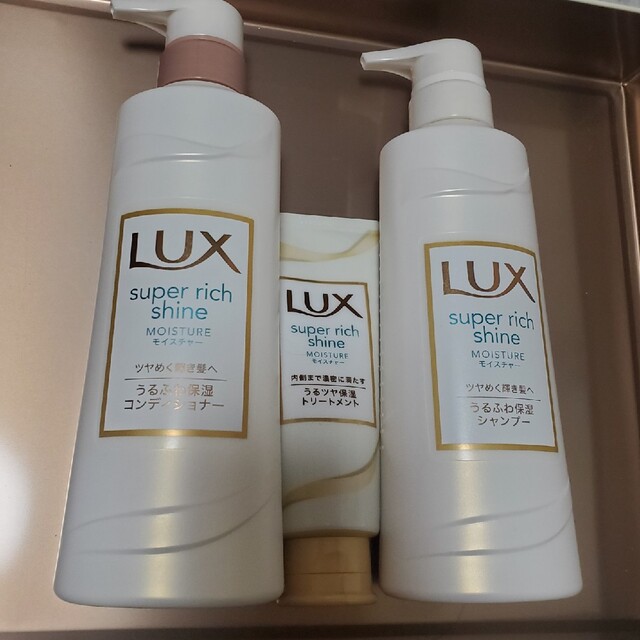 LUX
super rich
shine
MOISTURE
モイスチャー
ツヤめく輝き髪へ
うるふわ保湿
コンディショナー
LUX
super rich
shine
MOISTURE
モイスチャー
内側まで濃密に満たす
うるツヤ保湿
トリートメント
LUX
super rich
shine
MOISTURE
モイスチャー
ツヤめく輝き髪へ
うるふわ保湿
シャンプー